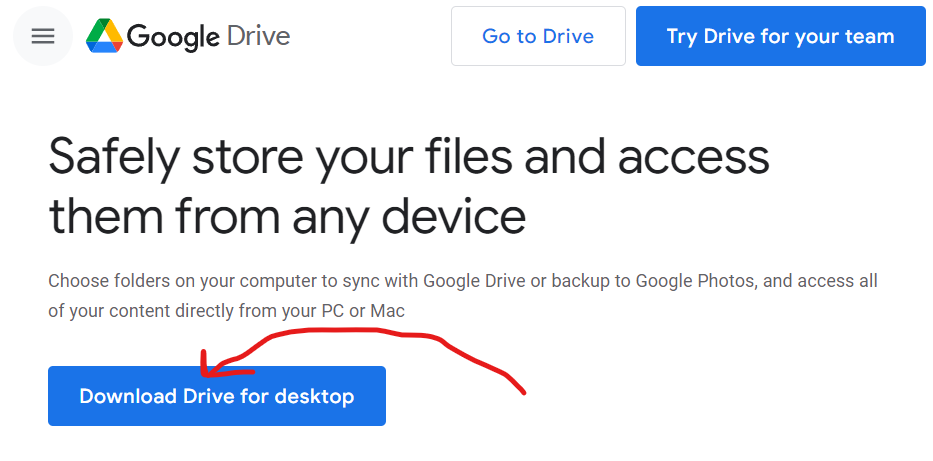 Google Drive
Go to Drive
Try Drive for your team
Safely store your files and access
them from any device
Choose folders on your computer to sync with Google Drive or backup to Google Photos, and access all
of your content directly from your PC or Mac
Download Drive for desktop